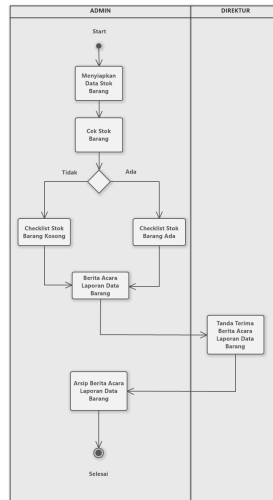 ADMIN
DIREKTUR
Start
Menyiapkan
Data Stok
Barang
Cek Stok
Barang
Tidak
Ada
Checklist Stok
Barang Kosong
Checklist Stok
Barang Ada
Berita Acara
Laporan Data
Barang
Tanda Terima
Berita Acara
Laporan Data
Barang
Arsip Berita Acara
Laporan Data
Barang
Selesai